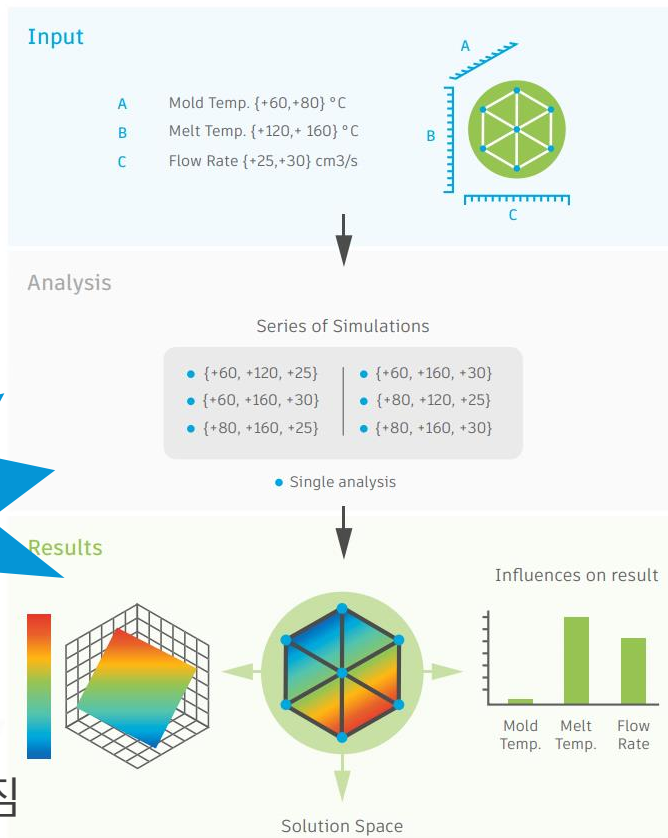 Input
A
A Mold Temp. {+60,+80} °C
B Melt Temp. {+120,+ 160} °C
B
C Flow Rate {+25,+30} cm3/s
C
Analysis
Series of Simulations
{+60, +120, +25} {+60, +160, +30}
{+60, +160, +30} {+80, +120, +25}
{+80, +160, +25} {+80, +160, +30}
Single analysis
Results
Influences on result
Mold Temp. Melt Temp. Flow Rate
Solution Space